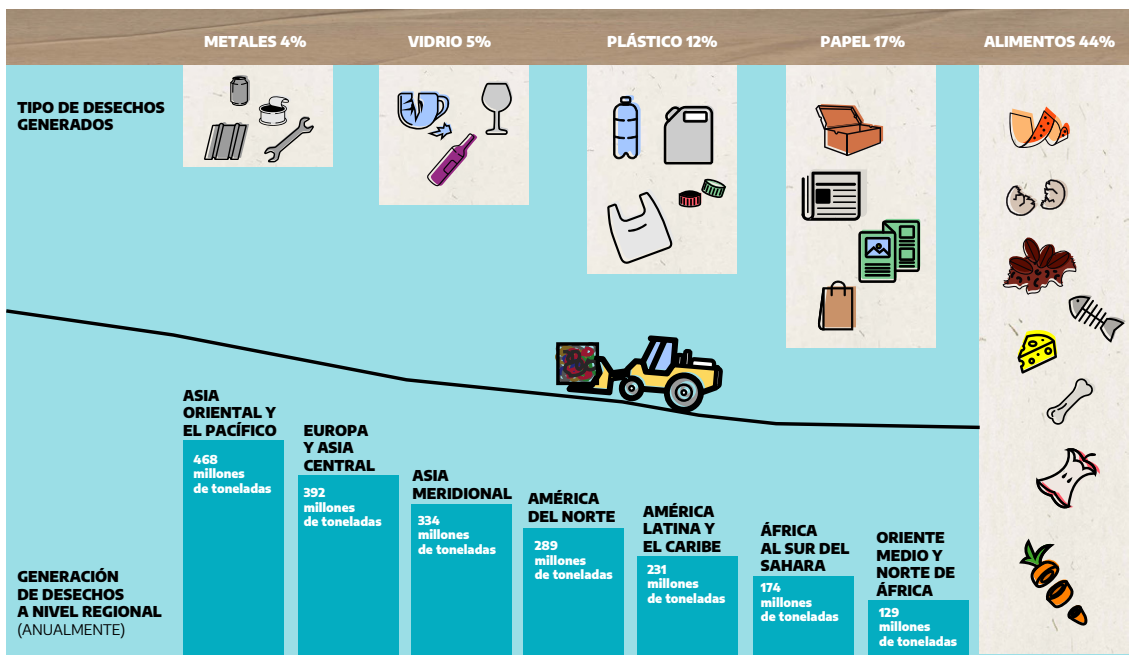 METALES 4%
VIDRIO 5%
PLÁSTICO 12%
PAPEL 17%
ALIMENTOS 44%
TIPO DE DESECHOS
GENERADOS
ASIA
ORIENTAL Y
EL PACÍFICO
468
millones
de toneladas
EUROPA
Y ASIA
CENTRAL
392
millones
de toneladas
ASIA
MERIDIONAL
334
millones
de toneladas
AMÉRICA
DEL NORTE
289
millones
de toneladas
AMÉRICA
LATINA Y
EL CARIBE
231
millones
de toneladas
ÁFRICA
AL SUR DEL
SAHARA
174
millones
de toneladas
ORIENTE
MEDIO Y
NORTE DE
ÁFRICA
129
millones
de toneladas
GENERACIÓN
DE DESECHOS
A NIVEL REGIONAL
(ANUALMENTE)